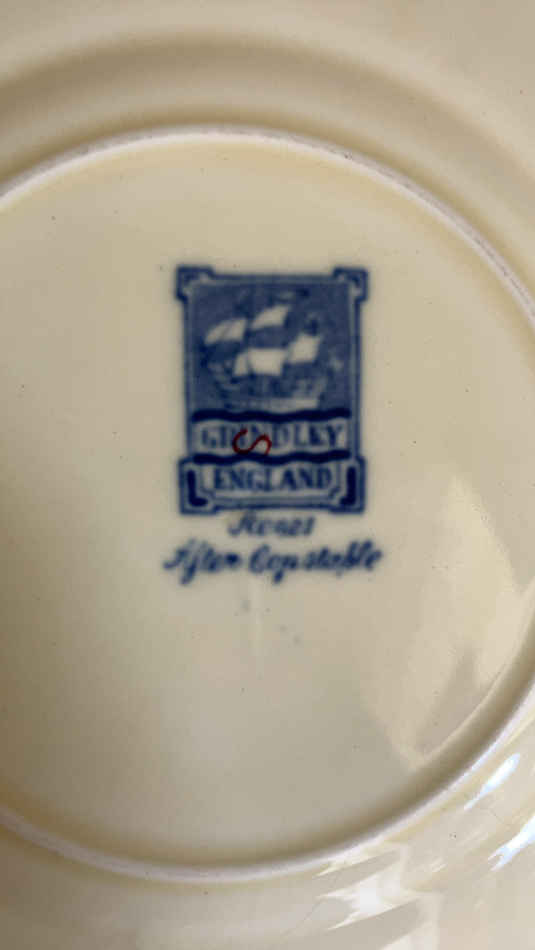 GRINDLEY
S
ENGLAND
After Constable